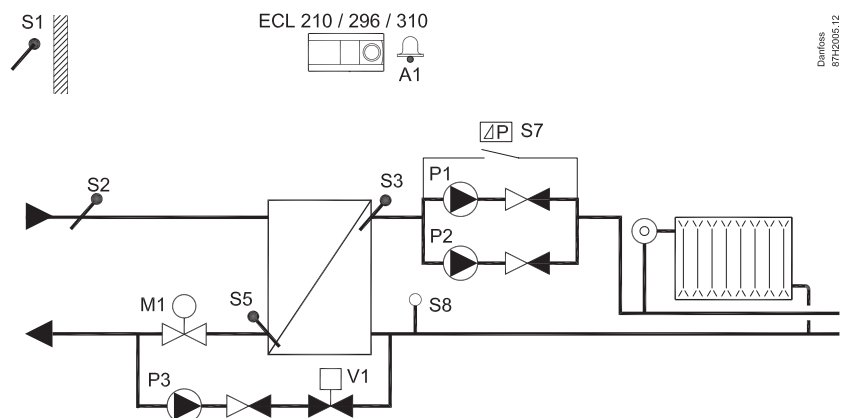 S1
ECL 210 / 296 / 310
A1
Danfoss
87H2005.12
⊿P S7
S2
S3
P1
P2
M1
S5
S8
P3
V1